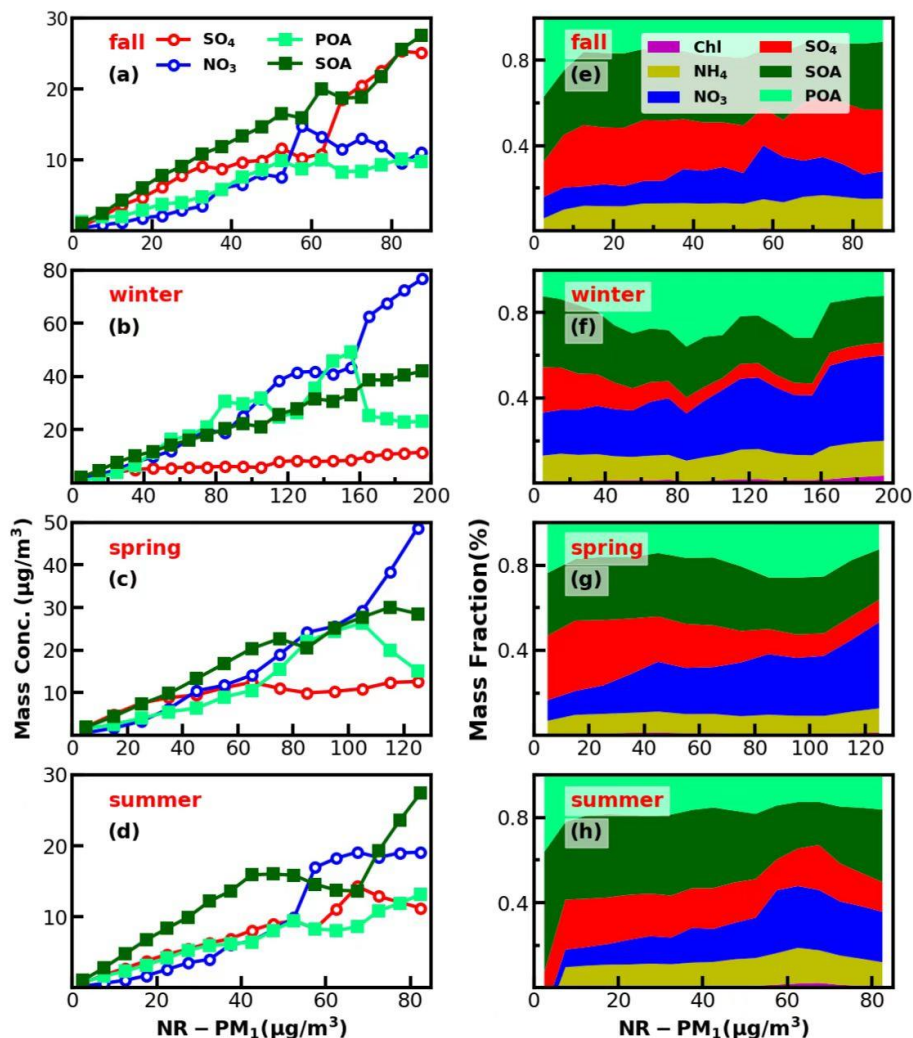 30
20
10
fall
(a)
SO₄
POA
NO₃
SOA
0 20 40 60 80
0.8
0.4
fall
(e)
Chl
SO₄
NH₄
SOA
NO₃
POA
0 20 40 60 80
80
60
40
20
winter
(b)
0 40 80 120 160 200
0.8
0.4
winter
(f)
0 40 80 120 160 200
Mass Conc. (μg/m³)
50
40
30
20
10
spring
(c)
0 20 40 60 80 100 120
Mass Fraction(%)
0.8
0.4
spring
(g)
0 20 40 60 80 100 120
30
20
10
summer
(d)
0 20 40 60 80
NR − PM₁(μg/m³)
0.8
0.4
summer
(h)
0 20 40 60 80
NR − PM₁(μg/m³)